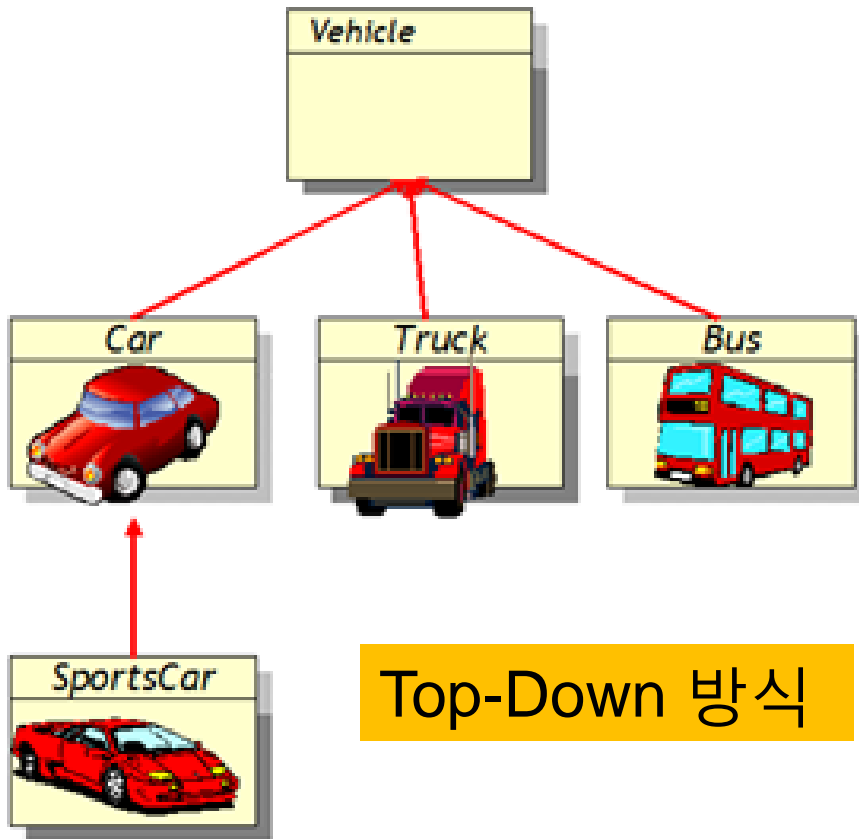 Vehicle
Car
Truck
Bus
SportsCar
Top-Down 방식